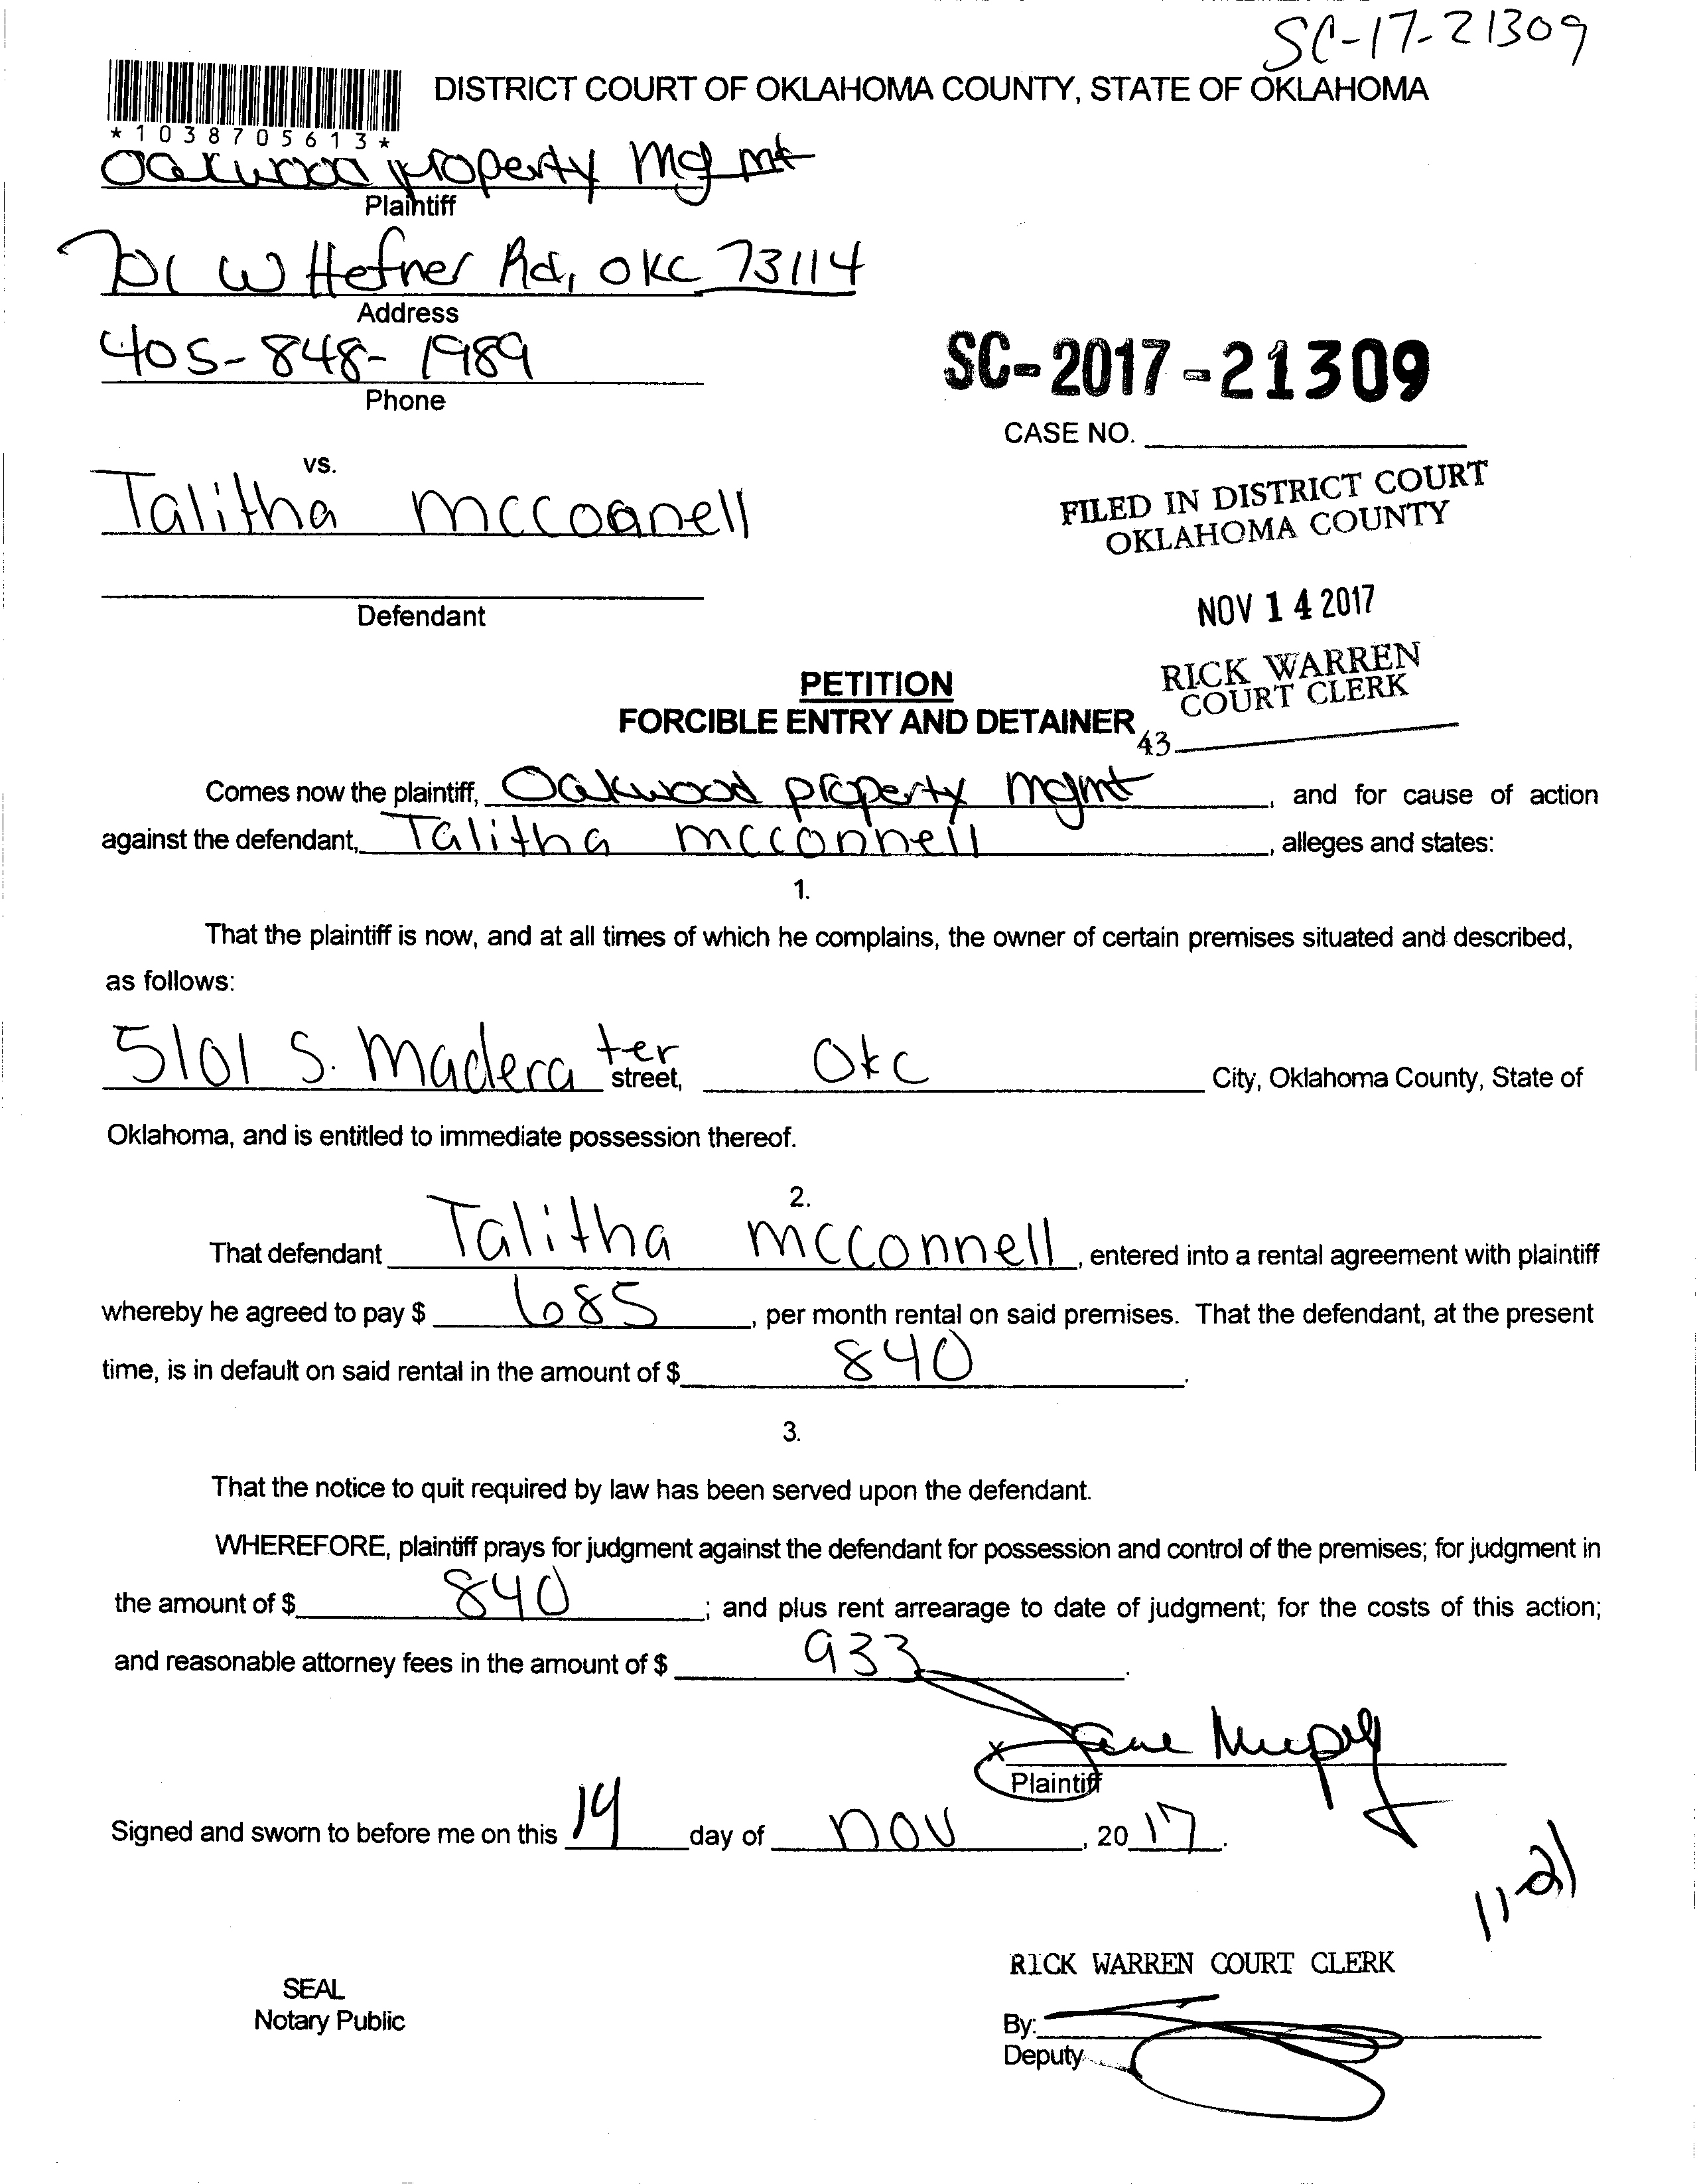 SC-17-21309
DISTRICT COURT OF OKLAHOMA COUNTY, STATE OF OKLAHOMA
*1038705613*
Oakwood property Mgmt
Plaintiff
701 W Hefner Rd, OKC 73114
Address
405-848-1989
Phone
SC-2017-21309
CASE NO.
vs.
Talitha mcconnell
FILED IN DISTRICT COURT
OKLAHOMA COUNTY
Defendant
NOV 14 2017
RICK WARREN
COURT CLERK
43
PETITION
FORCIBLE ENTRY AND DETAINER
Comes now the plaintiff, Oakwood property mgmt, and for cause of action
against the defendant, Talitha mcconnell, alleges and states:
1.
That the plaintiff is now, and at all times of which he complains, the owner of certain premises situated and described,
as follows:
5101 S. Madera ter street, OKC City, Oklahoma County, State of
Oklahoma, and is entitled to immediate possession thereof.
2.
That defendant Talitha mcconnell, entered into a rental agreement with plaintiff
whereby he agreed to pay $ 685, per month rental on said premises. That the defendant, at the present
time, is in default on said rental in the amount of $ 840.
3.
That the notice to quit required by law has been served upon the defendant.
WHEREFORE, plaintiff prays for judgment against the defendant for possession and control of the premises; for judgment in
the amount of $ 840; and plus rent arrearage to date of judgment; for the costs of this action;
and reasonable attorney fees in the amount of $ 933.
x
Plaintiff
Signed and sworn to before me on this 14 day of nov, 2017.
11-21
RICK WARREN COURT CLERK
SEAL
Notary Public
By:
Deputy